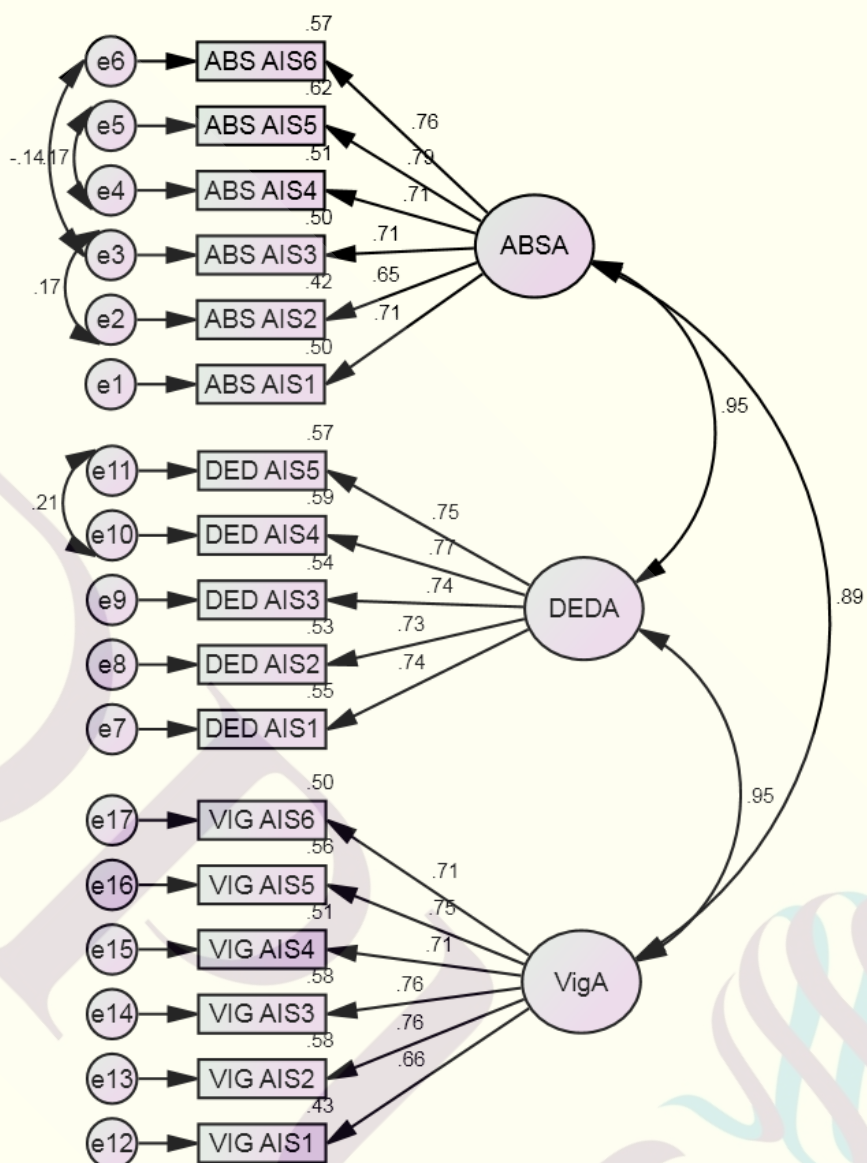 .57
e6 ABS AIS6
.62
.76
e5 ABS AIS5
-.14 .17
.51
.79
e4 ABS AIS4
.50
.71
e3 ABS AIS3
.71
ABSA
.42
.65
.17
e2 ABS AIS2
.50
.71
e1 ABS AIS1
.95
.57
e11 DED AIS5
.21
.59
.75
e10 DED AIS4
.54
.77
e9 DED AIS3
.74
DEDA
.89
.53
.73
e8 DED AIS2
.55
.74
e7 DED AIS1
.50
.95
e17 VIG AIS6
.56
.71
e16 VIG AIS5
.51
.75
e15 VIG AIS4
.71
.58
VigA
.76
e14 VIG AIS3
.58
.76
e13 VIG AIS2
.43
.66
e12 VIG AIS1